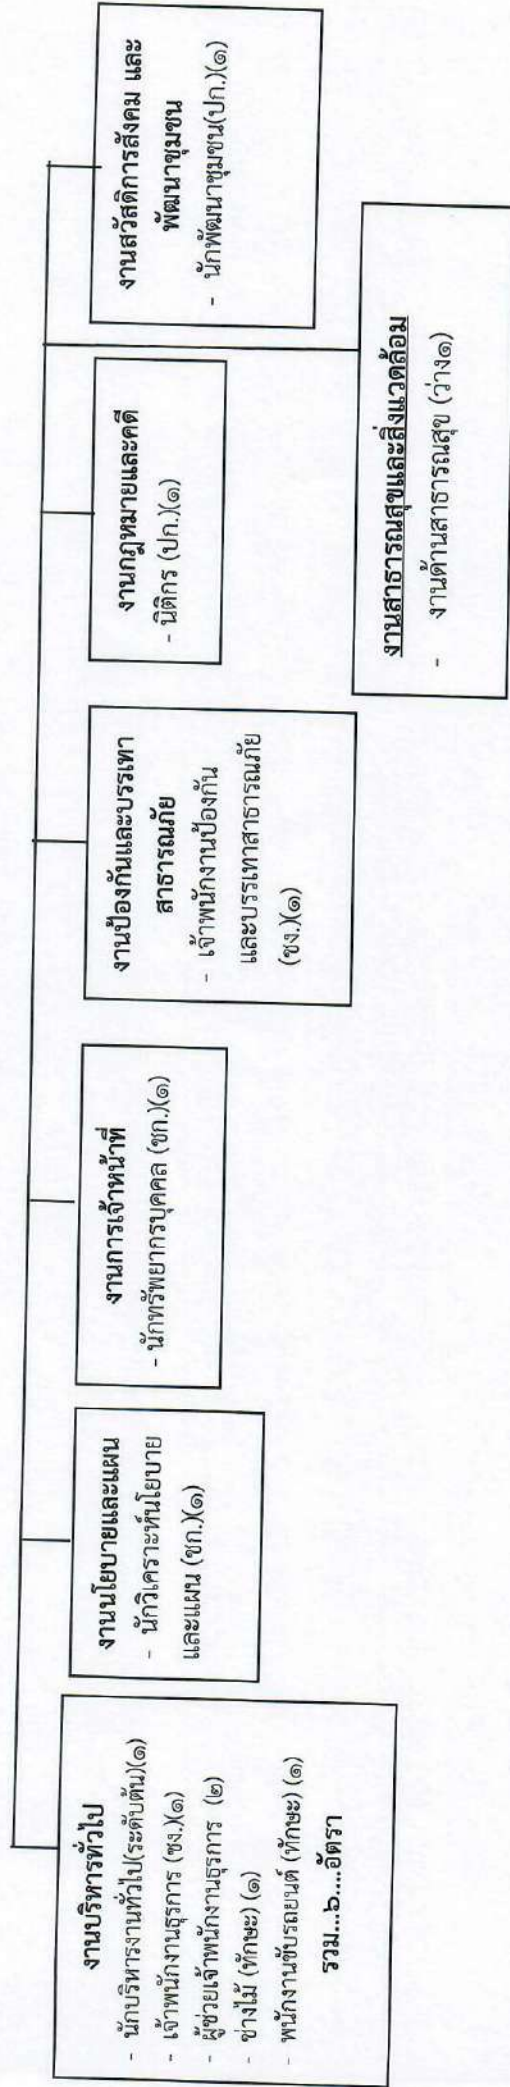 งานบริหารทั่วไป
- นักบริหารงานทั่วไป(ระดับต้น)(๑)
- เจ้าพนักงานธุรการ (ชง.)(๑)
- ผู้ช่วยเจ้าพนักงานธุรการ (๒)
- ช่างไม้ (ทักษะ) (๑)
- พนักงานขับรถยนต์ (ทักษะ) (๑)
รวม...๖....อัตรา
งานนโยบายและแผน
- นักวิเคราะห์นโยบาย
และแผน (ชก.)(๑)
งานการเจ้าหน้าที่
- นักทรัพยากรบุคคล (ชก.)(๑)
งานป้องกันและบรรเทา
สาธารณภัย
- เจ้าพนักงานป้องกัน
และบรรเทาสาธารณภัย
(ชง.)(๑)
งานกฎหมายและคดี
- นิติกร (ปก.)(๑)
งานสวัสดิการสังคม และ
พัฒนาชุมชน
- นักพัฒนาชุมชน(ปก.)(๑)
งานสาธารณสุขและสิ่งแวดล้อม
- งานด้านสาธารณสุข (ว่าง๑)